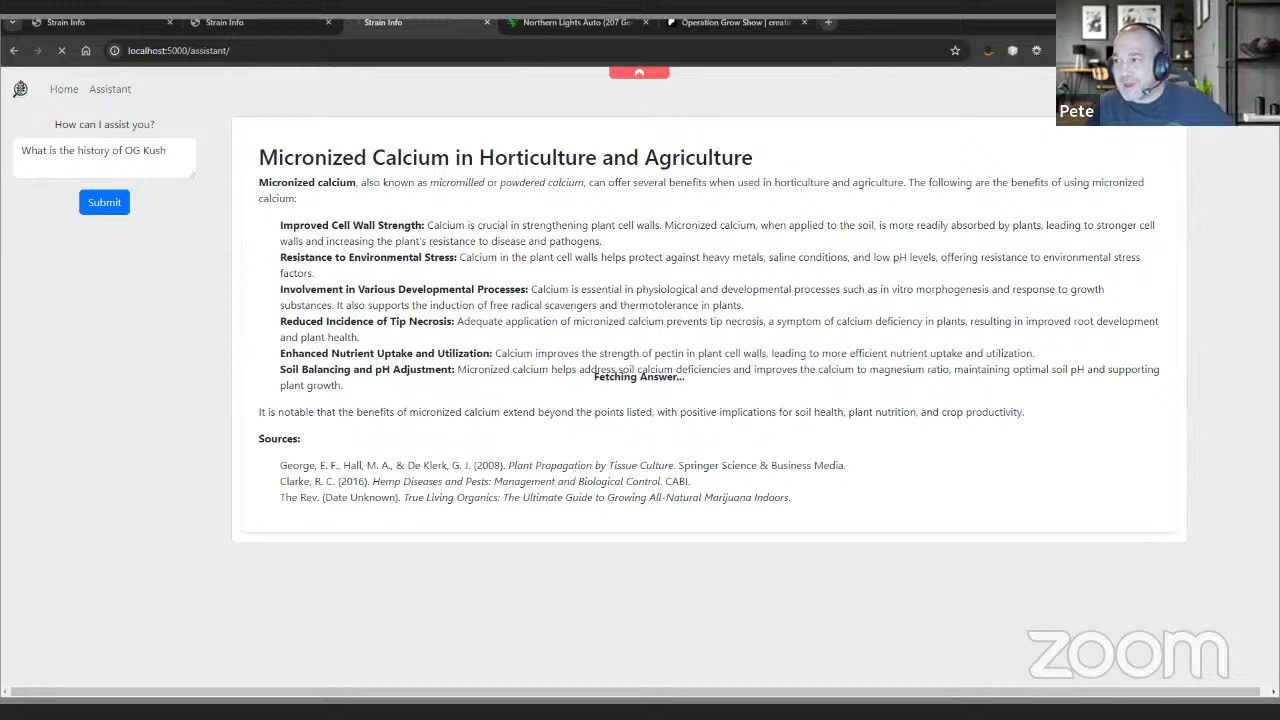 Strain Info
Strain Info
Strain Info
Northern Lights Auto (207 Ge
Operation Grow Show | creati
localhost:5000/assistant/
Pete
Home
Assistant
How can I assist you?
What is the history of OG Kush
Submit
Micronized Calcium in Horticulture and Agriculture
Micronized calcium, also known as micromilled or powdered calcium, can offer several benefits when used in horticulture and agriculture. The following are the benefits of using micronized
calcium:
Improved Cell Wall Strength: Calcium is crucial in strengthening plant cell walls. Micronized calcium, when applied to the soil, is more readily absorbed by plants, leading to stronger cell
walls and increasing the plant's resistance to disease and pathogens.
Resistance to Environmental Stress: Calcium in the plant cell walls helps protect against heavy metals, saline conditions, and low pH levels, offering resistance to environmental stress
factors.
Involvement in Various Developmental Processes: Calcium is essential in physiological and developmental processes such as in vitro morphogenesis and response to growth
substances. It also supports the induction of free radical scavengers and thermotolerance in plants.
Reduced Incidence of Tip Necrosis: Adequate application of micronized calcium prevents tip necrosis, a symptom of calcium deficiency in plants, resulting in improved root development
and plant health.
Enhanced Nutrient Uptake and Utilization: Calcium improves the strength of pectin in plant cell walls, leading to more efficient nutrient uptake and utilization.
Soil Balancing and pH Adjustment: Micronized calcium helps address soil calcium deficiencies and improves the calcium to magnesium ratio, maintaining optimal soil pH and supporting
Fetching Answer...
plant growth.
It is notable that the benefits of micronized calcium extend beyond the points listed, with positive implications for soil health, plant nutrition, and crop productivity.
Sources:
George, E. F., Hall, M. A., & De Klerk, G. J. (2008). Plant Propagation by Tissue Culture. Springer Science & Business Media.
Clarke, R. C. (2016). Hemp Diseases and Pests: Management and Biological Control. CABI.
The Rev. (Date Unknown). True Living Organics: The Ultimate Guide to Growing All-Natural Marijuana Indoors.
zoom